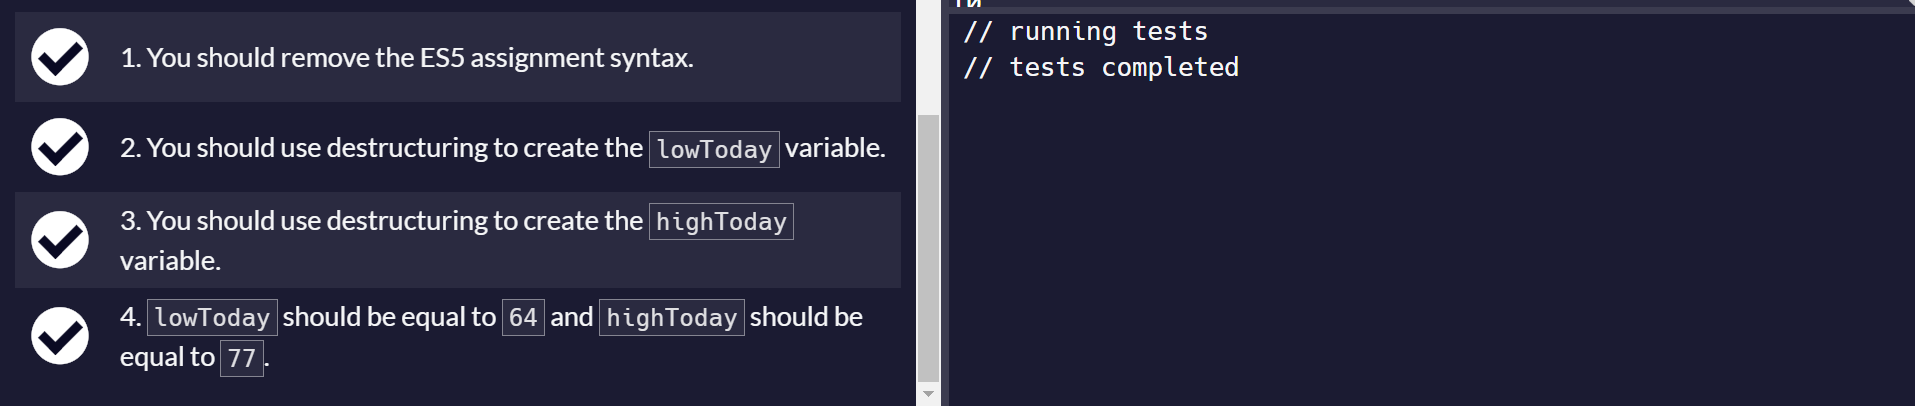 1. You should remove the ES5 assignment syntax.
2. You should use destructuring to create the lowToday variable.
3. You should use destructuring to create the highToday
variable.
4. lowToday should be equal to 64 and highToday should be
equal to 77.
// running tests
// tests completed